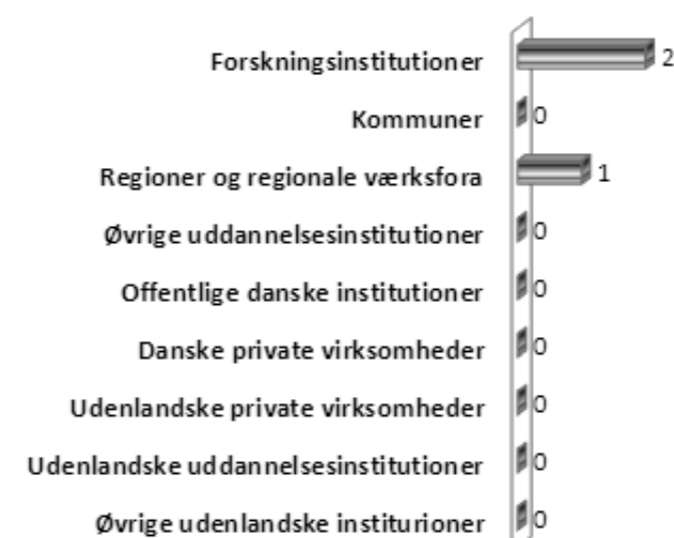 Forskningsinstitutioner 2
Kommuner 0
Regioner og regionale værksfora 1
Øvrige uddannelsesinstitutioner 0
Offentlige danske institutioner 0
Danske private virksomheder 0
Udenlandske private virksomheder 0
Udenlandske uddannelsesinstitutioner 0
Øvrige udenlandske institurioner 0